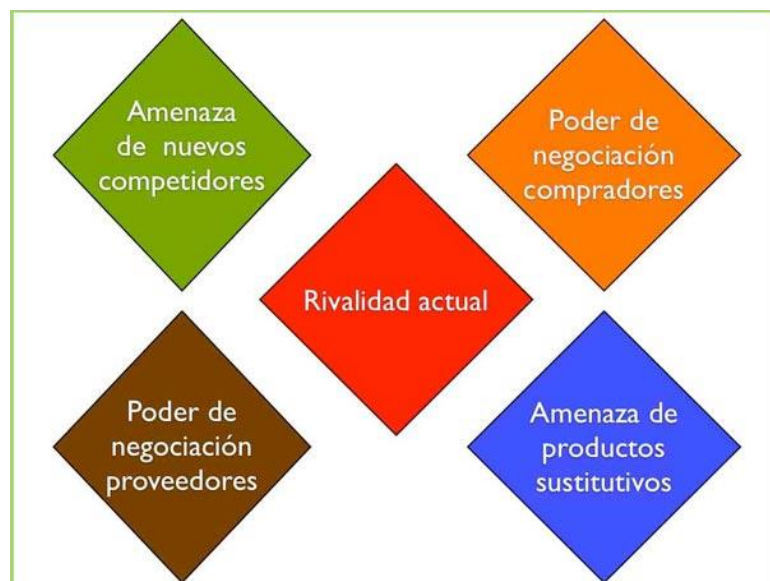 Amenaza
de nuevos
competidores
Poder de
negociación
compradores
Rivalidad actual
Poder de
negociación
proveedores
Amenaza de
productos
sustitutivos